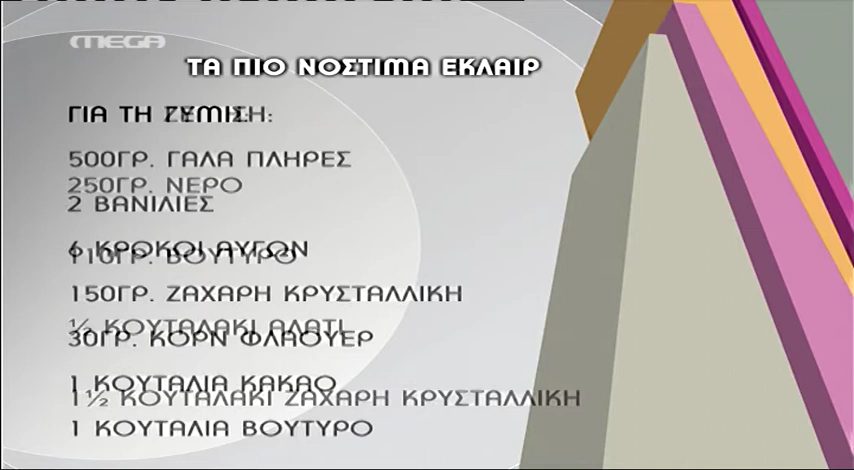 MEGA
ΤΑ ΠΙΟ ΝΟΣΤΙΜΑ ΕΚΛΑΙΡ
ΓΙΑ ΤΗ
500ΓΡ. ΓΑΛΑ ΠΛΗΡΕΣ
250ΓΡ. ΝΕΡΟ
2 ΒΑΝΙΛΙΕΣ
6 ΚΡΟΚΟΙ ΑΥΓΩΝ
110ΓΡ. ΒΟΥΤΥΡΟ
150ΓΡ. ΖΑΧΑΡΗ ΚΡΥΣΤΑΛΛΙΚΗ
½ ΚΟΥΤΑΛΑΚΙ ΑΛΑΤΙ
30ΓΡ. ΚΟΡΝ ΦΛΑΟΥΕΡ
1 ΚΟΥΤΑΛΙΑ ΚΑΚΑΟ
1½ ΚΟΥΤΑΛΑΚΙ ΖΑΧΑΡΗ ΚΡΥΣΤΑΛΛΙΚΗ
1 ΚΟΥΤΑΛΙΑ ΒΟΥΤΥΡΟ